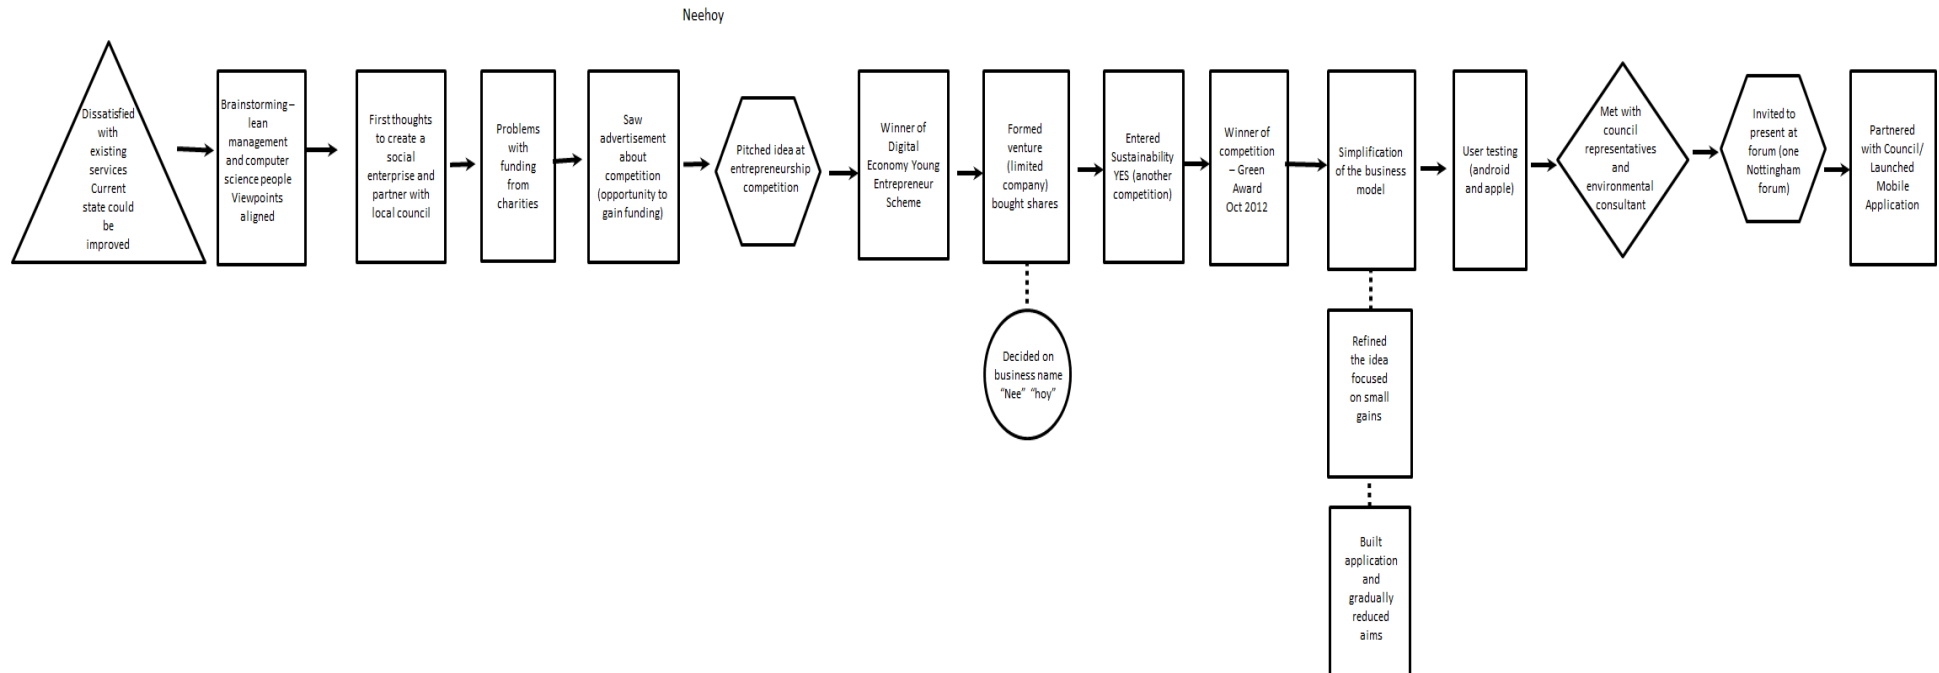 Neehoy
Dissatisfied
with
existing
services
Current
state could
be
improved
Brainstorming –
lean
management
and computer
science people
Viewpoints
aligned
First thoughts
to create a
social
enterprise and
partner with
local council
Problems
with
funding
from
charities
Saw
advertisement
about
competition
(opportunity to
gain funding)
Pitched idea at
entrepreneurship
competition
Winner of
Digital
Economy Young
Entrepreneur
Scheme
Formed
venture
(limited
company)
bought shares
Decided on
business name
“Nee” “hoy”
Entered
Sustainability
YES (another
competition)
Winner of
competition
– Green
Award
Oct 2012
Simplification
of the business
model
Refined
the idea
focused
on small
gains
Built
application
and
gradually
reduced
aims
User testing
(android
and apple)
Met with
council
representatives
and
environmental
consultant
Invited to
present at
forum (one
Nottingham
forum)
Partnered
with Council/
Launched
Mobile
Application